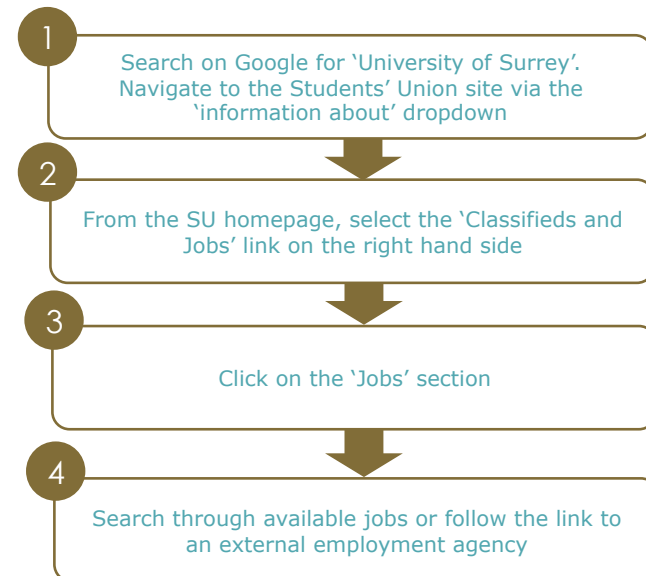 1
Search on Google for ‘University of Surrey’.
Navigate to the Students’ Union site via the
‘information about’ dropdown
2
From the SU homepage, select the ‘Classifieds and
Jobs’ link on the right hand side
3
Click on the ‘Jobs’ section
4
Search through available jobs or follow the link to
an external employment agency